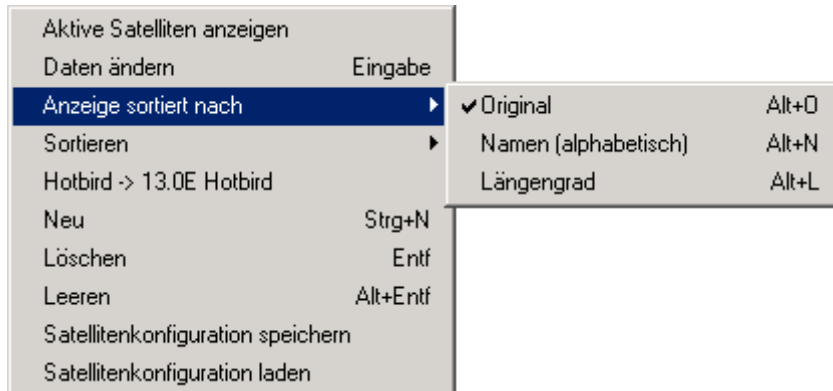 Aktive Satelliten anzeigen
Daten ändern Eingabe
Anzeige sortiert nach
Sortieren
Hotbird -> 13.0E Hotbird
Neu Strg+N
Löschen Entf
Leeren Alt+Entf
Satellitenkonfiguration speichern
Satellitenkonfiguration laden
Original Alt+O
Namen (alphabetisch) Alt+N
Längengrad Alt+L